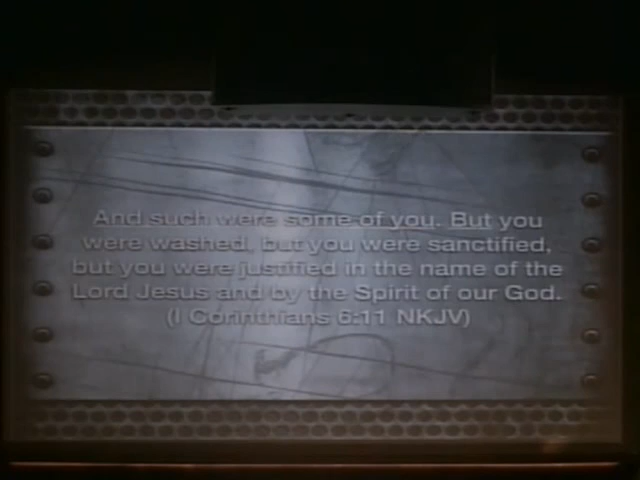 And such were some of you. But you
were washed, but you were sanctified,
but you were justified in the name of the
Lord Jesus and by the Spirit of our God.
(I Corinthians 6:11 NKJV)